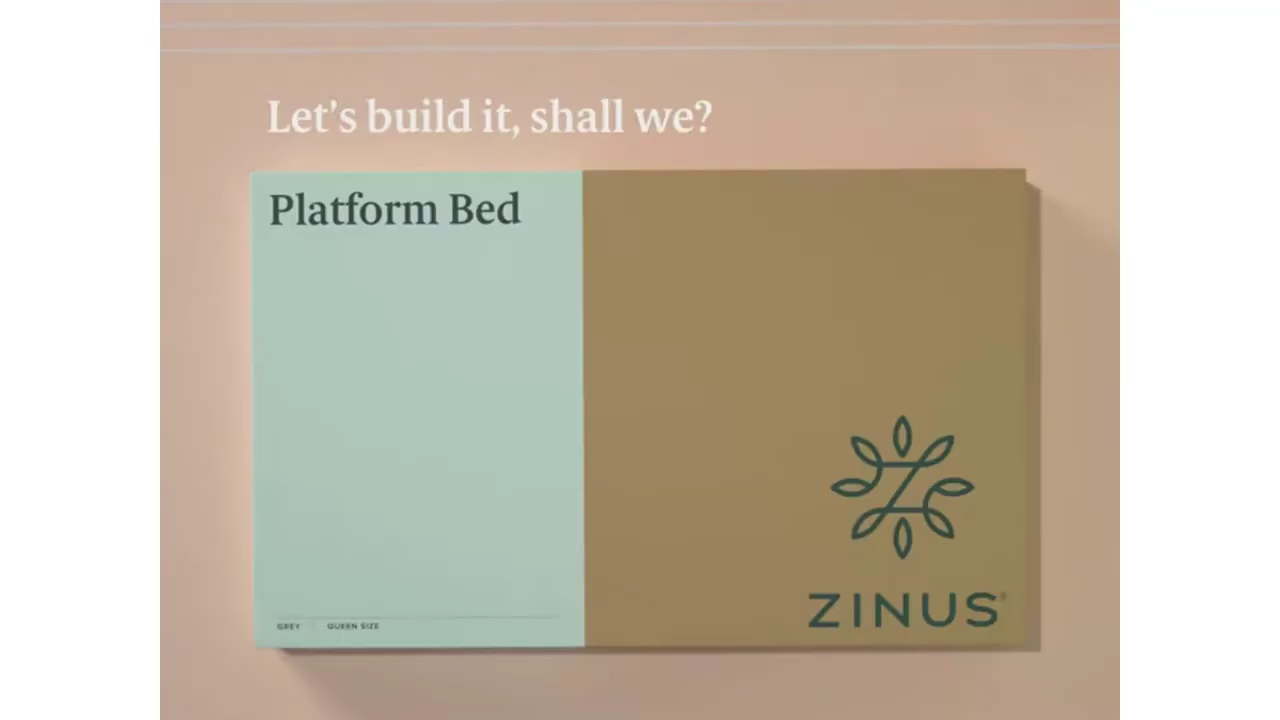 Let's build it, shall we?
Platform Bed
GREY
QUEEN SIZE
ZINUS®